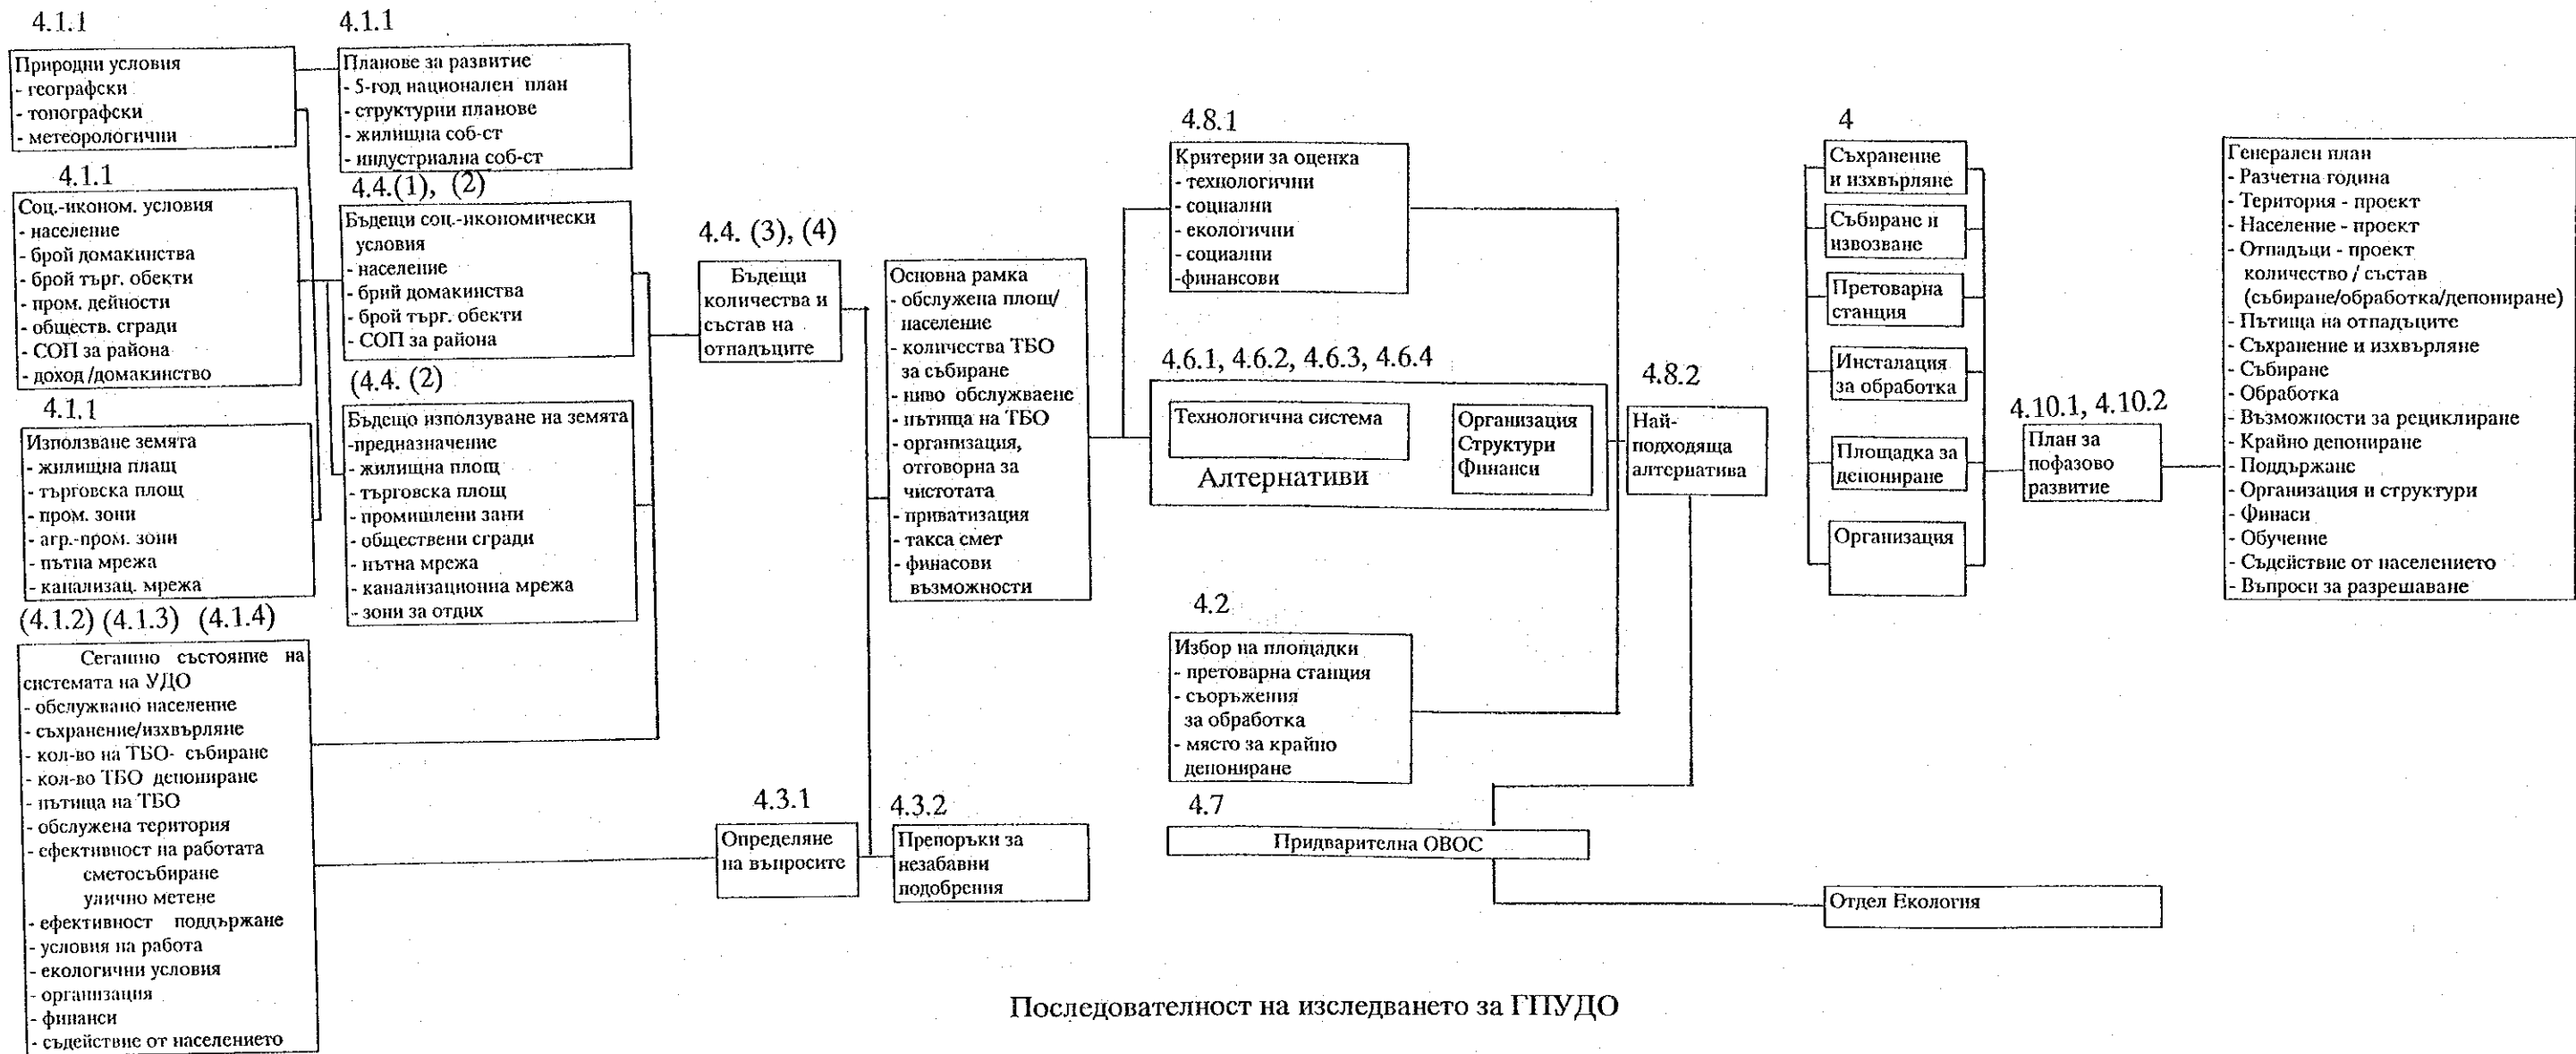 4.1.1
Природни условия
- географски
- топографски
- метеорологични
4.1.1
Соц.-иконом. условия
- население
- брой домакинства
- брой търг. обекти
- пром. дейности
- обществ. сгради
- СОП за района
- доход /домакинство
4.1.1
Използване земята
- жилищна плащ
- търговска площ
- пром. зони
- агр.-пром. зони
- пътна мрежа
- канализац. мрежа
(4.1.2) (4.1.3) (4.1.4)
Сегашно състояние на
системата на УДО
- обслужвано население
- съхранение/изхвърляне
- кол-во на ТБО- събиране
- кол-во ТБО депониране
- пътища на ТБО
- обслужена територия
- ефективност на работата
сметосъбиране
улично метене
- ефективност поддържане
- условия на работа
- екологични условия
- организация
- финанси
- съдействие от населението
4.1.1
Планове за развитие
- 5-год национален план
- структурни планове
- жилищна соб-ст
- индустриална соб-ст
4.4.(1), (2)
Бъдещи соц.-икономически
условия
- население
- брий домакинства
- брой търг. обекти
- СОП за района
(4.4. (2)
Бъдещо използуване на земята
-предназначение
- жилищна площ
- търговска площ
- промишлени зани
- обществени сгради
- пътна мрежа
- канализационна мрежа
- зони за отдих
4.4. (3), (4)
Бъдещи
количества и
състав на
отпадъците
4.3.1
Определяне
на въпросите
Основна рамка
- обслужена площ/
население
- количества ТБО
за събиране
- ниво обслужваене
- пътища на ТБО
- организация,
отговорна за
чистотата
- приватизация
- такса смет
- финасови
възможности
4.3.2
Препоръки за
незабавни
подобрения
4.8.1
Критерии за оценка
- технологични
- социални
- екологични
- социални
-финансови
4.6.1, 4.6.2, 4.6.3, 4.6.4
Технологична система
Алтернативи
Организация
Структури
Финанси
4.2
Избор на площадки
- претоварна станция
- съоръжения
за обработка
- място за крайно
депониране
4.7
Придварителна ОВОС
4.8.2
Най-
подходяща
алтернатива
4
Съхранение
и изхвърляне
Събиране и
извозване
Претоварна
станция
Инсталация
за обработка
Площадка за
депониране
Организация
Отдел Екология
4.10.1, 4.10.2
План за
пофазово
развитие
Генерален план
- Разчетна година
- Територия - проект
- Население - проект
- Отпадъци - проект
количество / състав
(събиране/обработка/депониране)
- Пътища на отпадъците
- Съхранение и изхвърляне
- Събиране
- Обработка
- Възможности за рециклиране
- Крайно депониране
- Поддържане
- Организация и структури
- Финаси
- Обучение
- Съдействие от населението
- Въпроси за разрешаване
Последователност на изследването за ГПУДО